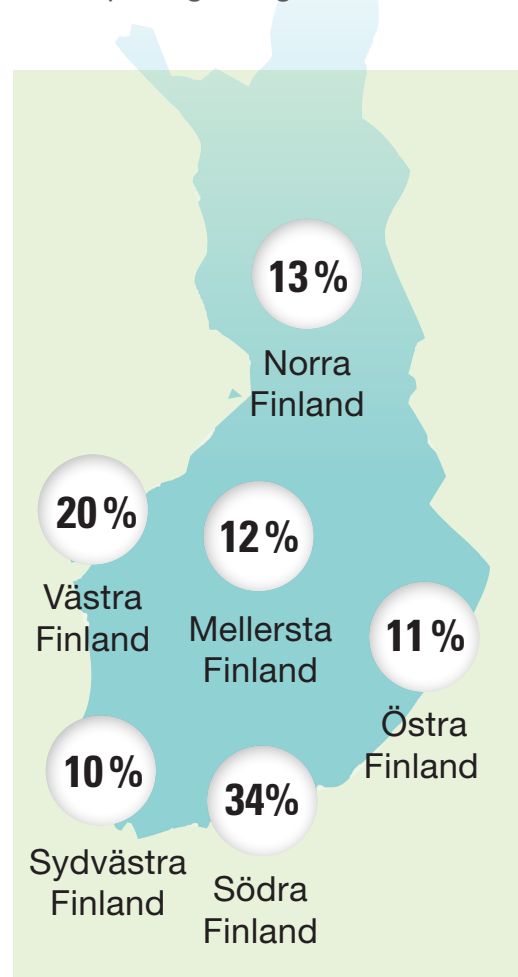 13 %
Norra
Finland
20 %
Västra
Finland
12 %
Mellersta
Finland
11 %
Östra
Finland
10 %
Sydvästra
Finland
34%
Södra
Finland